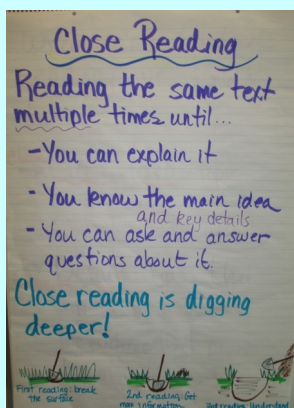 Close Reading
Reading the same text
multiple times until...
-You can explain it
- You know the main idea
and key details
- You can ask and answer
questions about it.
Close reading is digging
deeper!
First reading: break
the surface
2nd reading: Get
more information
3rd reading: Understand